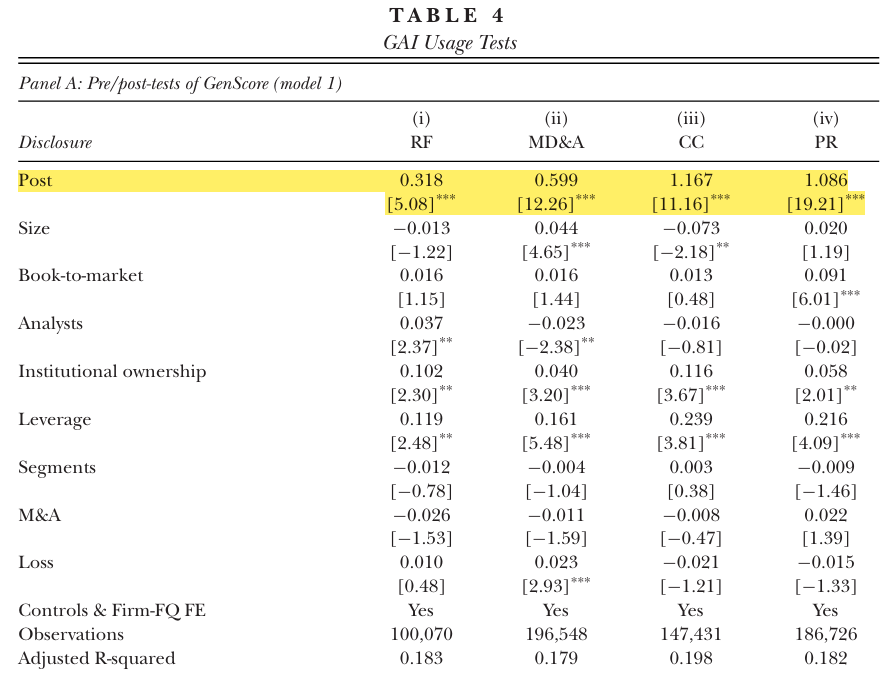 TABLE 4
GAI Usage Tests
Panel A: Pre/post-tests of GenScore (model 1)
(i) (ii) (iii) (iv)
Disclosure RF MD&A CC PR
Post 0.318 0.599 1.167 1.086
[5.08]*** [12.26]*** [11.16]*** [19.21]***
Size −0.013 0.044 −0.073 0.020
[−1.22] [4.65]*** [−2.18]** [1.19]
Book-to-market 0.016 0.016 0.013 0.091
[1.15] [1.44] [0.48] [6.01]***
Analysts 0.037 −0.023 −0.016 −0.000
[2.37]** [−2.38]** [−0.81] [−0.02]
Institutional ownership 0.102 0.040 0.116 0.058
[2.30]** [3.20]*** [3.67]*** [2.01]**
Leverage 0.119 0.161 0.239 0.216
[2.48]** [5.48]*** [3.81]*** [4.09]***
Segments −0.012 −0.004 0.003 −0.009
[−0.78] [−1.04] [0.38] [−1.46]
M&A −0.026 −0.011 −0.008 0.022
[−1.53] [−1.59] [−0.47] [1.39]
Loss 0.010 0.023 −0.021 −0.015
[0.48] [2.93]*** [−1.21] [−1.33]
Controls & Firm-FQ FE Yes Yes Yes Yes
Observations 100,070 196,548 147,431 186,726
Adjusted R-squared 0.183 0.179 0.198 0.182